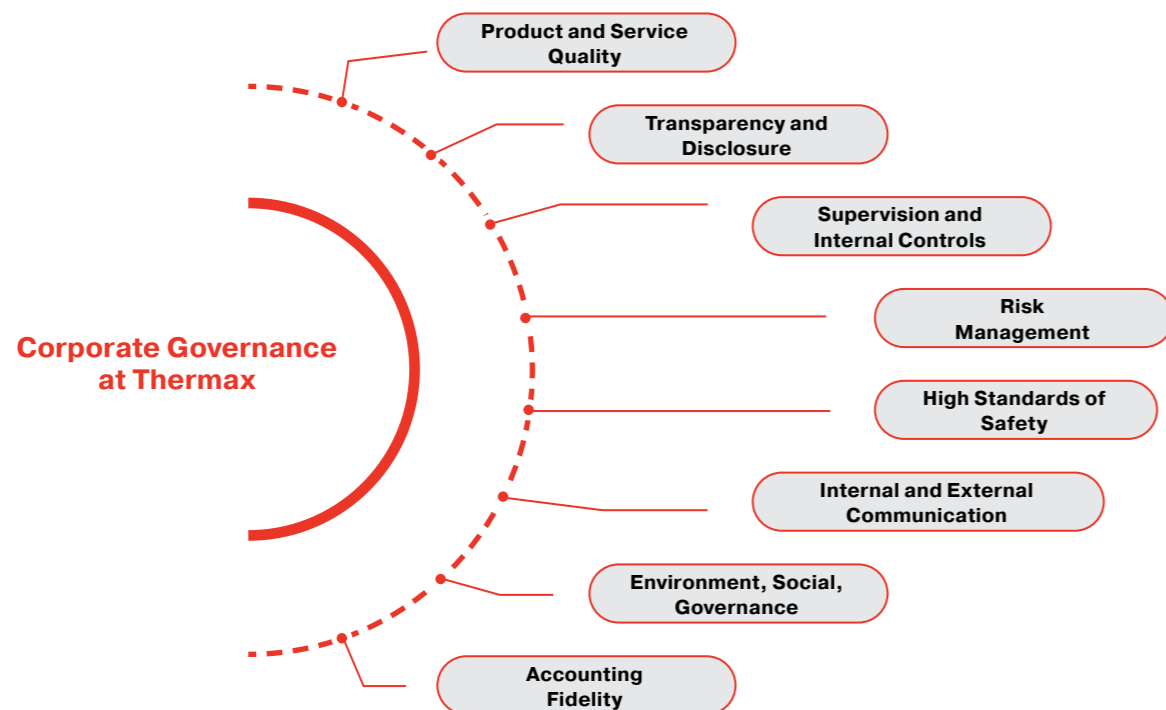 Product and Service
Quality
Transparency and
Disclosure
Supervision and
Internal Controls
Risk
Management
Corporate Governance
at Thermax
High Standards of
Safety
Internal and External
Communication
Environment, Social,
Governance
Accounting
Fidelity